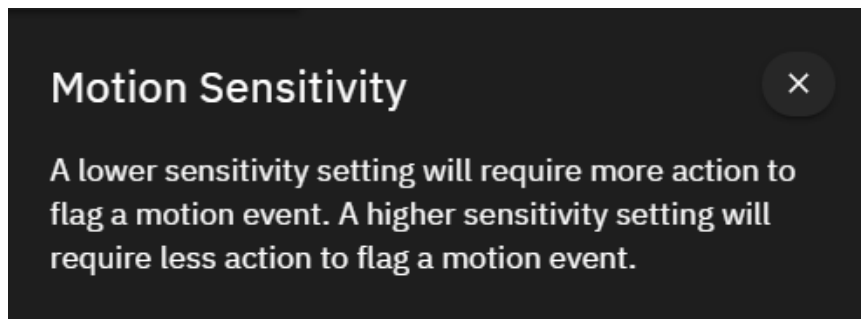 Motion Sensitivity
A lower sensitivity setting will require more action to
flag a motion event. A higher sensitivity setting will
require less action to flag a motion event.